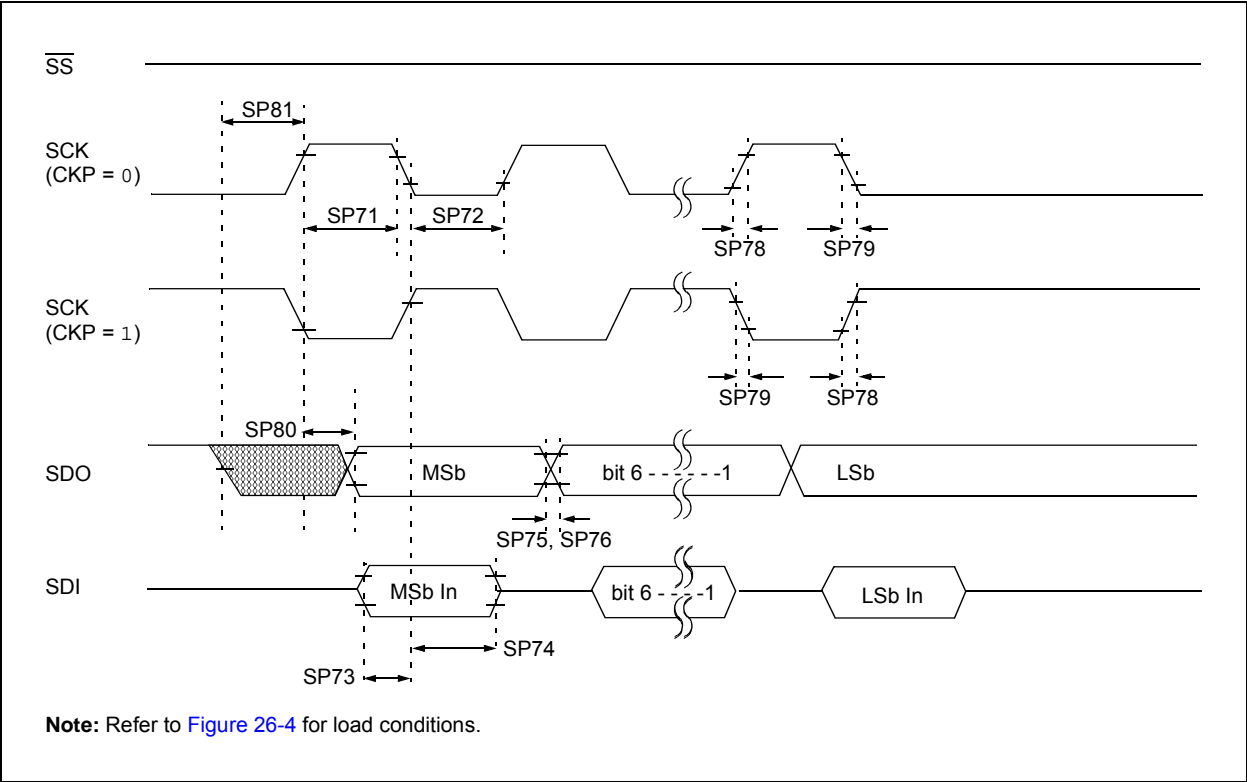 SS
SP81
SCK
(CKP = 0)
SP71
SP72
SP78
SP79
SCK
(CKP = 1)
SP79
SP78
SP80
SDO
MSb
bit 6 - - - - - -1
LSb
SP75, SP76
SDI
MSb In
bit 6 - - - -1
LSb In
SP74
SP73
Note: Refer to Figure 26-4 for load conditions.